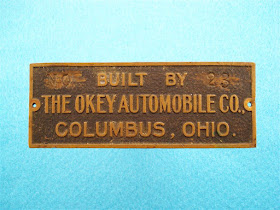 BUILT BY
THE OKEY AUTOMOBILE CO.,
COLUMBUS, OHIO.